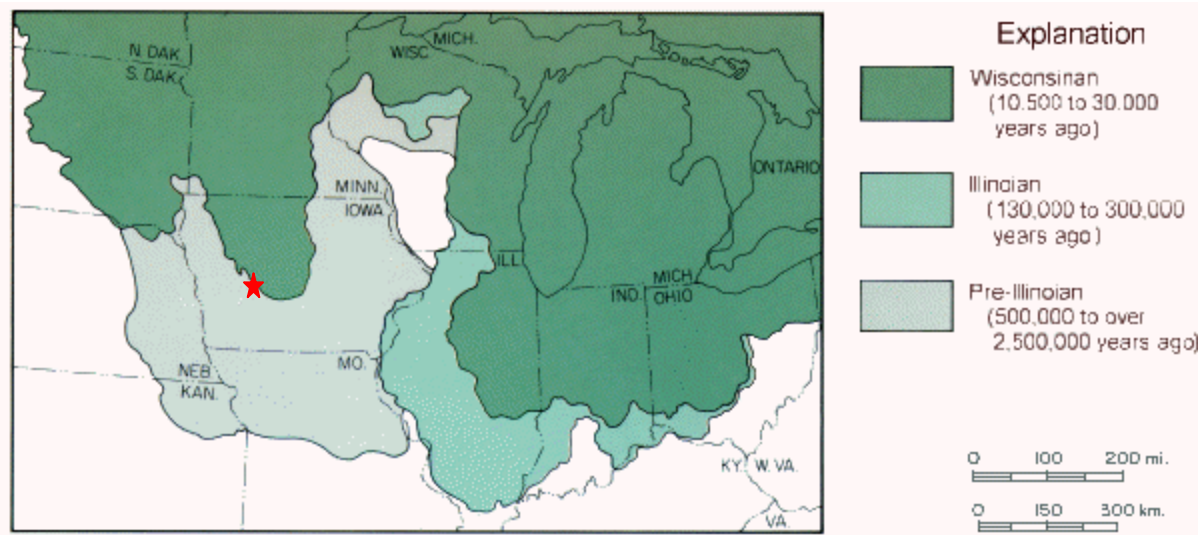 Explanation
Wisconsinan
(10.500 to 30.000
years ago)
Illinoian
(130,000 to 300,000
years ago)
Pre-Illinoian
(500,000 to over
2,500,000 years ago)
N. DAK.
S. DAK.
MICH.
WISC.
ONTARIO
MINN.
IOWA
ILL.
MICH.
IND.
OHIO
MO.
NEB.
KAN.
KY.
W. VA.
VA.
0 100 200 mi.
0 150 300 km.